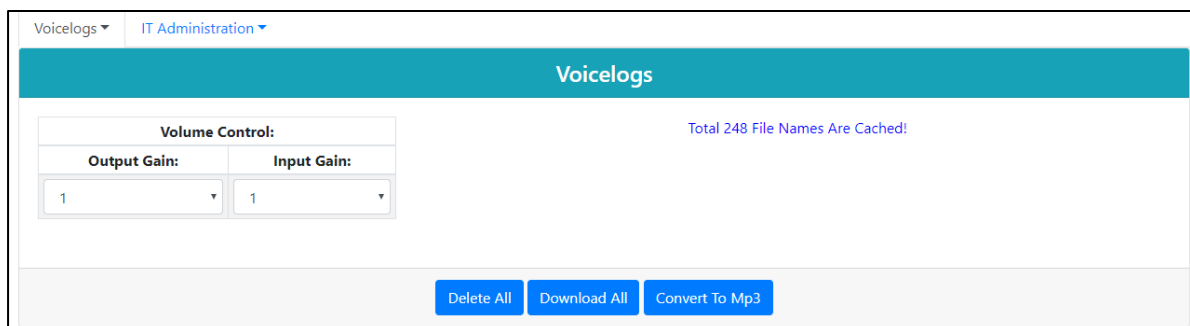 Voicelogs IT Administration
Voicelogs
Volume Control:
Output Gain: Input Gain:
1 1
Total 248 File Names Are Cached!
Delete All Download All Convert To Mp3